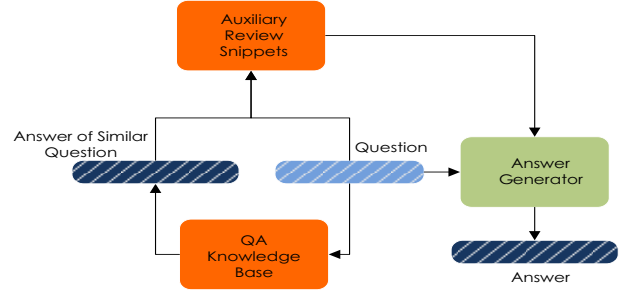 Auxiliary
Review
Snippets
Answer of Similar
Question
Question
Answer
Generator
QA
Knowledge
Base
Answer